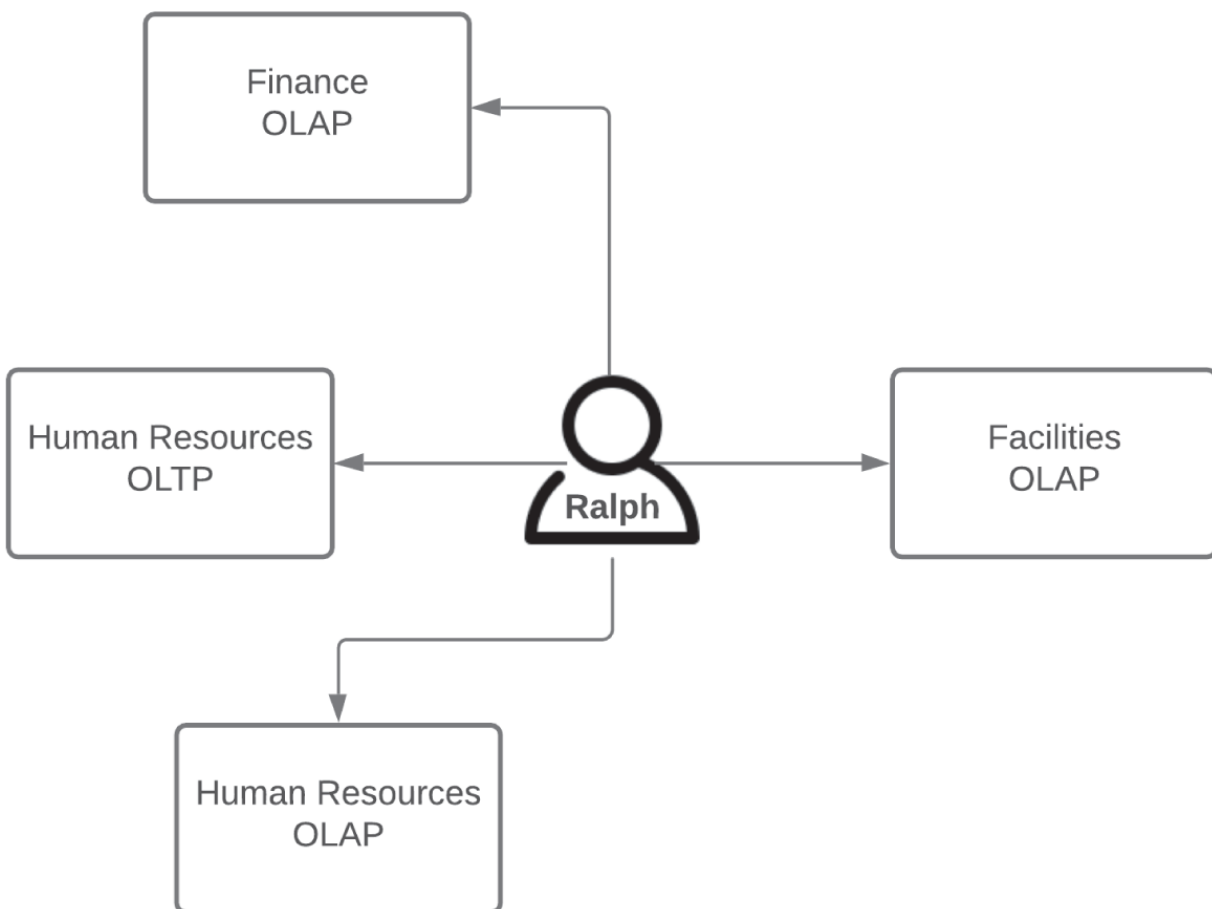 Finance
OLAP
Human Resources
OLTP
Ralph
Facilities
OLAP
Human Resources
OLAP